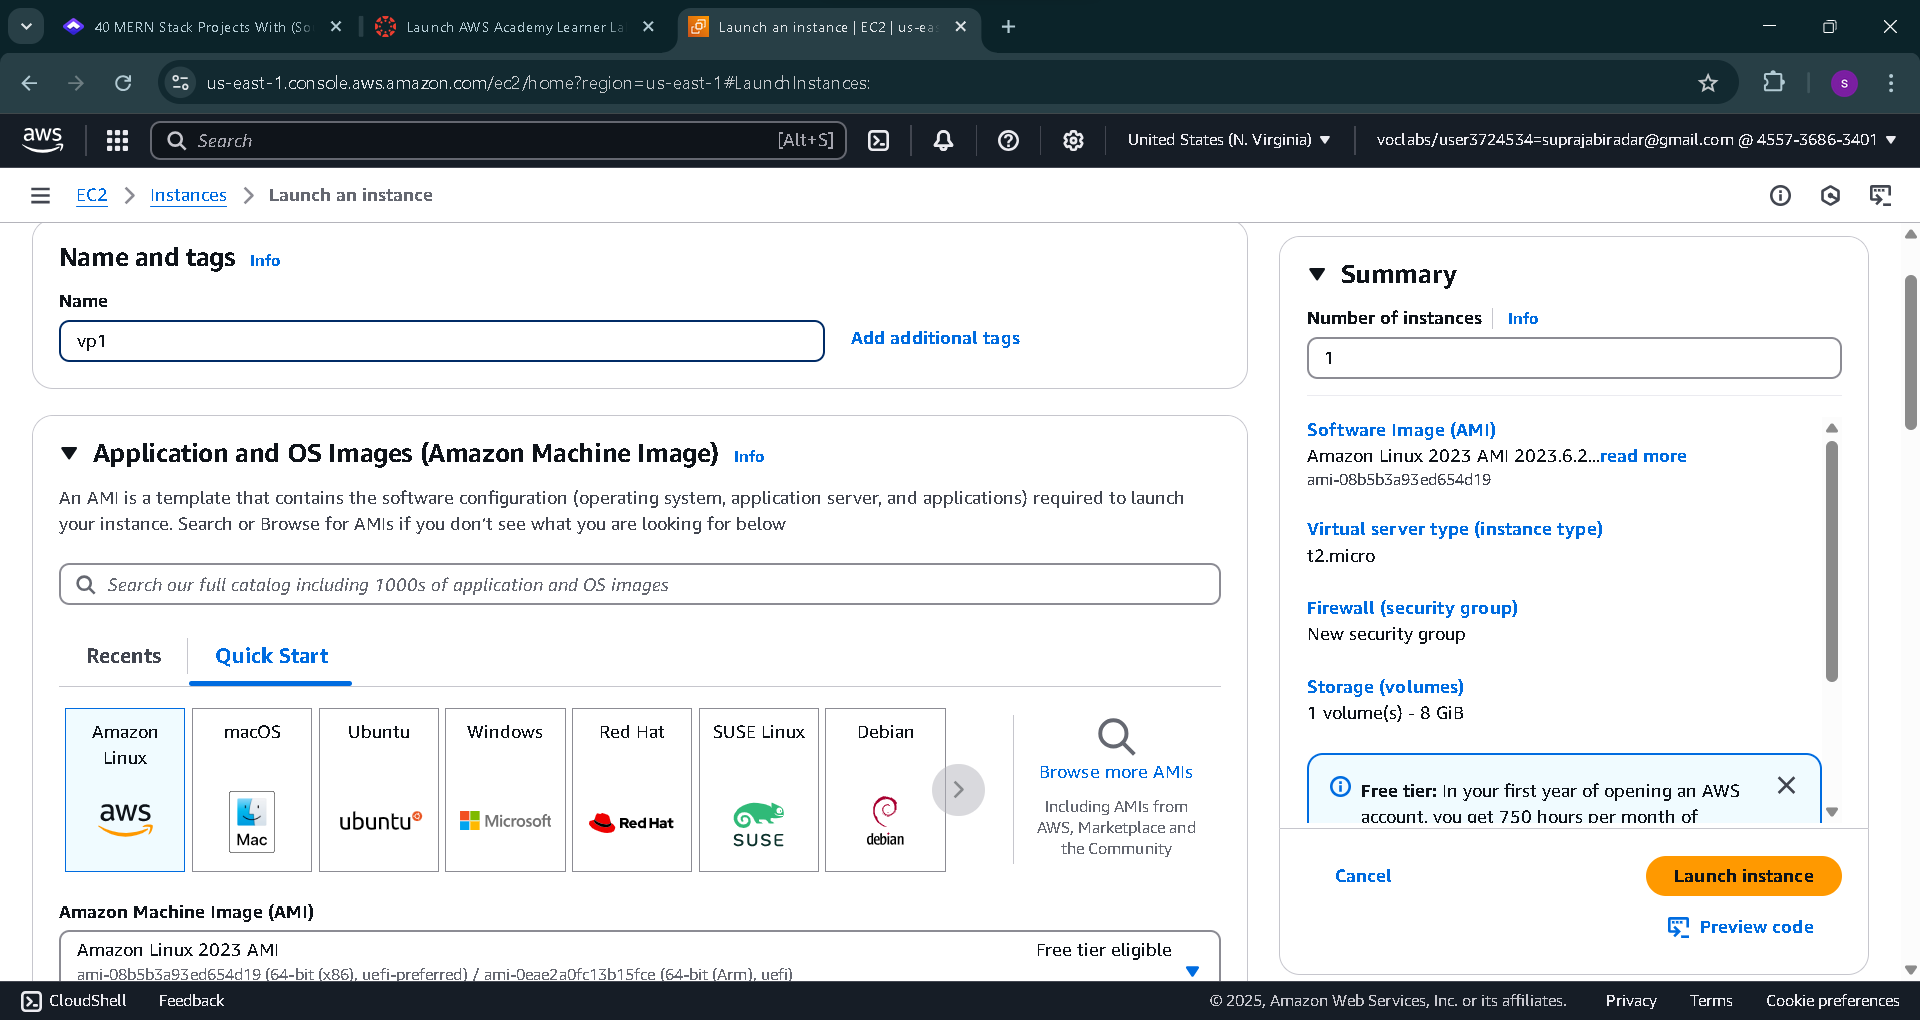 40 MERN Stack Projects With (So
Launch AWS Academy Learner La
Launch an instance | EC2 | us-eas
us-east-1.console.aws.amazon.com/ec2/home?region=us-east-1#LaunchInstances:
S
aws
Search
[Alt+S]
United States (N. Virginia)
voclabs/user3724534=suprajabiradar@gmail.com @ 4557-3686-3401
EC2 > Instances > Launch an instance
Name and tags Info
Name
vp1
Add additional tags
Application and OS Images (Amazon Machine Image) Info
An AMI is a template that contains the software configuration (operating system, application server, and applications) required to launch
your instance. Search or Browse for AMIs if you don't see what you are looking for below
Search our full catalog including 1000s of application and OS images
Recents
Quick Start
Amazon
Linux
aws
macOS
Mac
Ubuntu
ubuntu
Windows
Microsoft
Red Hat
Red Hat
SUSE Linux
SUSE
Debian
debian
Browse more AMIs
Including AMIs from
AWS, Marketplace and
the Community
Amazon Machine Image (AMI)
Amazon Linux 2023 AMI
Free tier eligible
ami-08b5b3a93ed654d19 (64-bit (x86), uefi-preferred) / ami-0eae2a0fc13b15fce (64-bit (Arm), uefi)
Summary
Number of instances Info
1
Software Image (AMI)
Amazon Linux 2023 AMI 2023.6.2...read more
ami-08b5b3a93ed654d19
Virtual server type (instance type)
t2.micro
Firewall (security group)
New security group
Storage (volumes)
1 volume(s) - 8 GiB
Free tier: In your first year of opening an AWS
account, you get 750 hours per month of
Cancel
Launch instance
Preview code
CloudShell
Feedback
© 2025, Amazon Web Services, Inc. or its affiliates.
Privacy
Terms
Cookie preferences